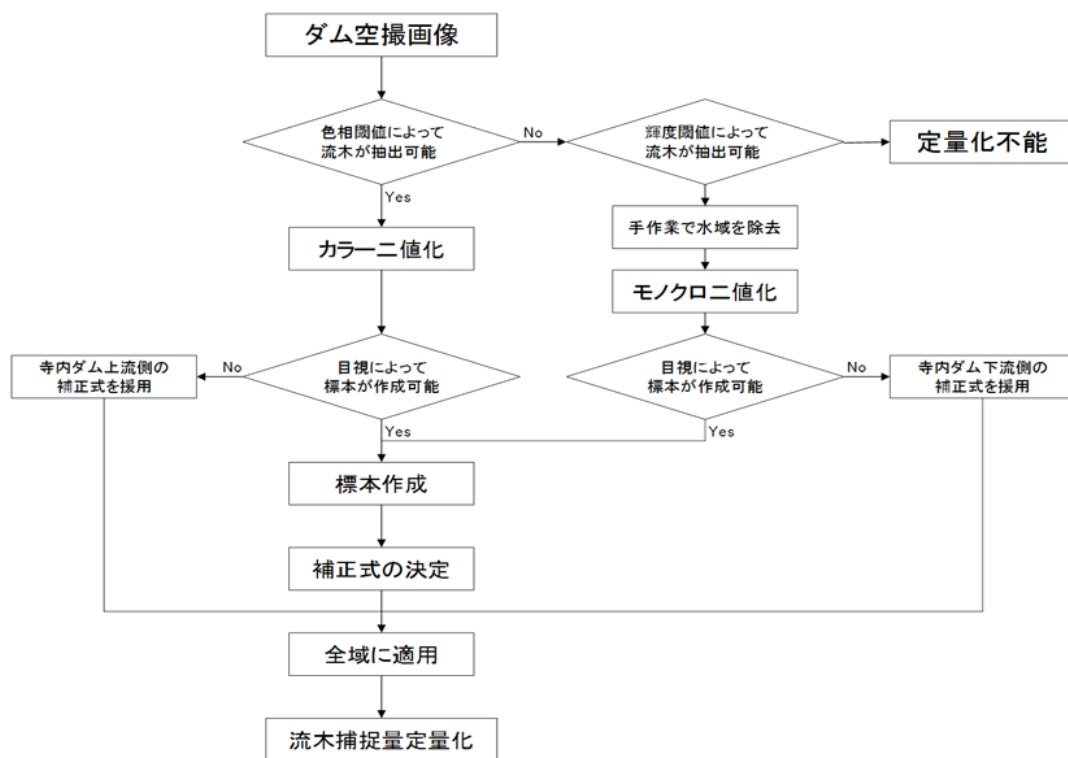 ダム空撮画像
色相閾値によって
流木が抽出可能
No
輝度閾値によって
流木が抽出可能
定量化不能
Yes
手作業で水域を除去
カラー二値化
モノクロ二値化
寺内ダム上流側の
補正式を援用
No
目視によって
標本が作成可能
目視によって
標本が作成可能
No
寺内ダム下流側の
補正式を援用
Yes
Yes
標本作成
補正式の決定
全域に適用
流木捕捉量定量化